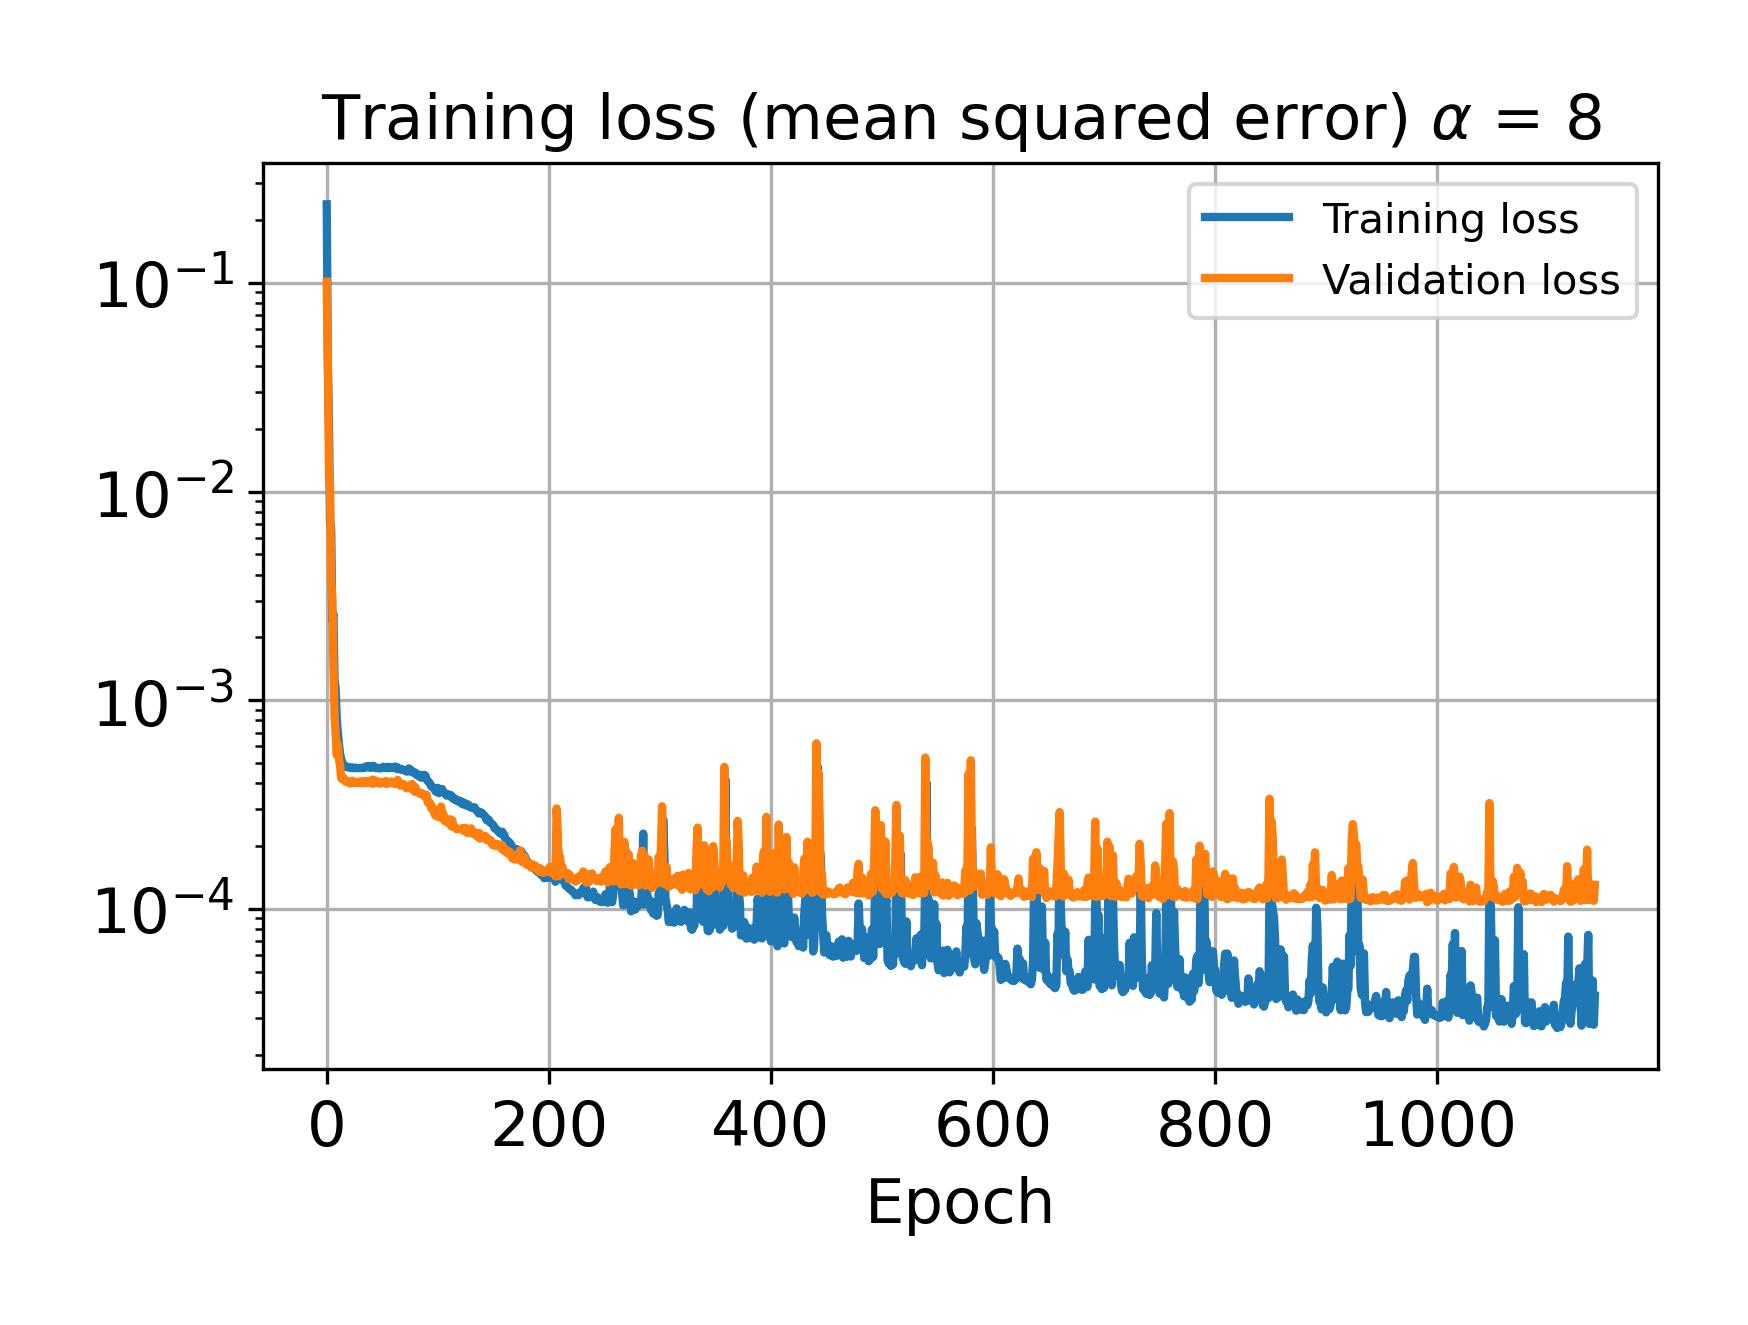 Training loss (mean squared error) α = 8
Training loss
Validation loss
10⁻¹
10⁻²
10⁻³
10⁻⁴
0 200 400 600 800 1000
Epoch